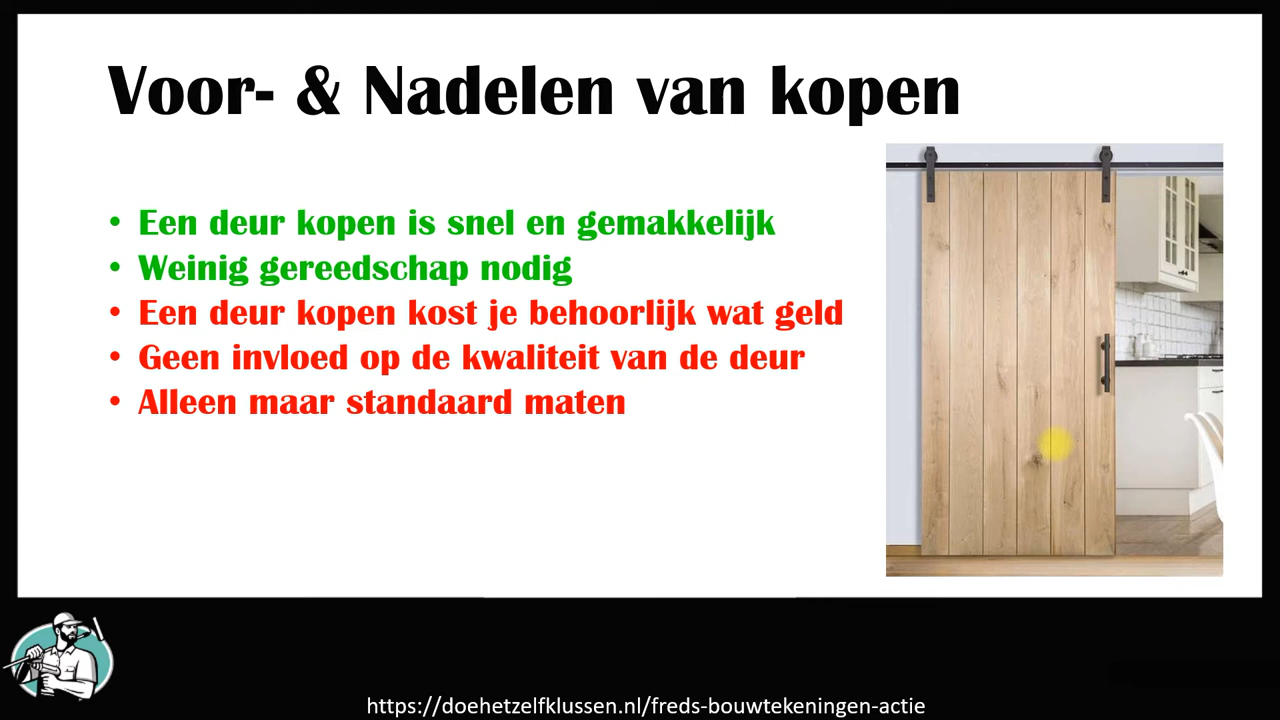 Voor- & Nadelen van kopen
• Een deur kopen is snel en gemakkelijk
• Weinig gereedschap nodig
• Een deur kopen kost je behoorlijk wat geld
• Geen invloed op de kwaliteit van de deur
• Alleen maar standaard maten
https://doehetzelfklussen.nl/freds-bouwtekeningen-actie